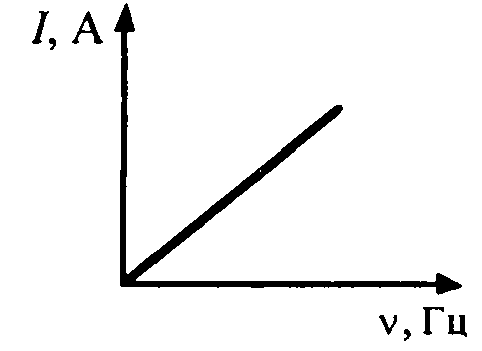 I, А
ν, Гц